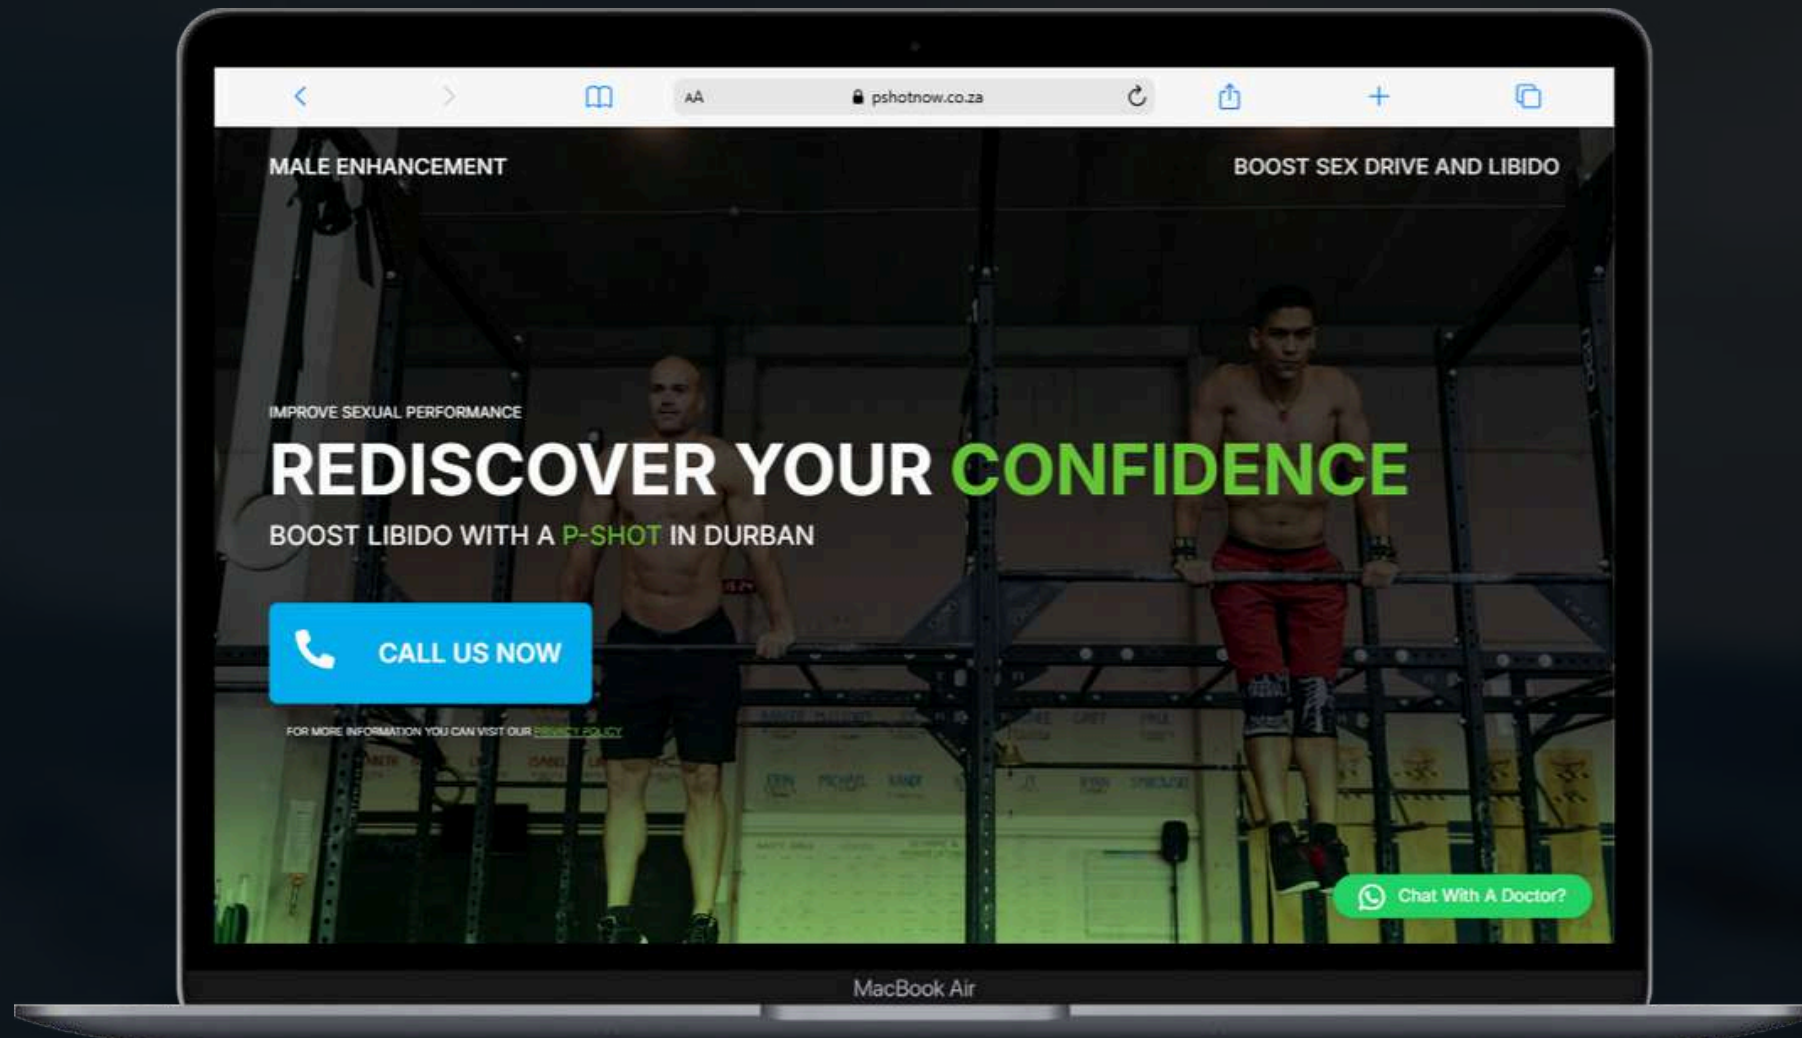 AA
pshotnow.co.za
MALE ENHANCEMENT
BOOST SEX DRIVE AND LIBIDO
IMPROVE SEXUAL PERFORMANCE
REDISCOVER YOUR CONFIDENCE
BOOST LIBIDO WITH A P-SHOT IN DURBAN
CALL US NOW
FOR MORE INFORMATION YOU CAN VISIT OUR PRIVACY POLICY
Chat With A Doctor?
MacBook Air